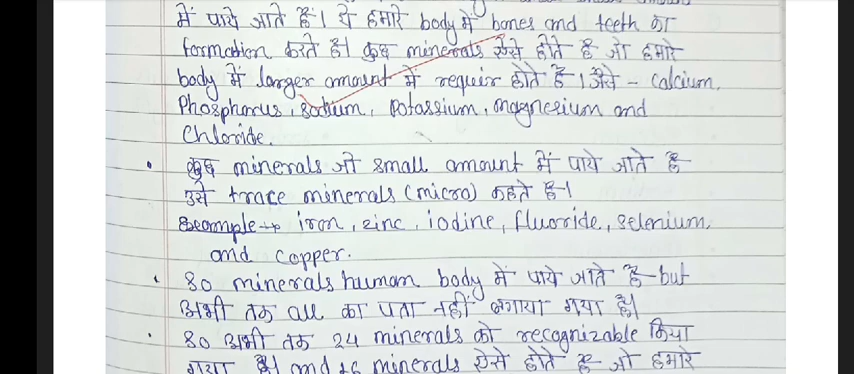 में पाये जाते हैं। ये हमारे body में bones and teeth का
formation करते है। कुछ minerals ऐसे होते है जो हमारे
body में larger amount में requir होते है। जैसे - calcium,
Phosphorus, sodium, potassium, magnesium and
Chloride.
• कुछ minerals जो small amount में पाये जाते है
उसे trace minerals (micro) कहते है।
Example → iron, zinc, iodine, fluoride, selenium,
and copper.
• 80 minerals human body में पाये जाते है but
अभी तक all का पता नहीं लगाया गया है।
• 80 अभी तक 24 minerals को recognizable किया
गया है। and minerals ऐसे होते है जो हमारे